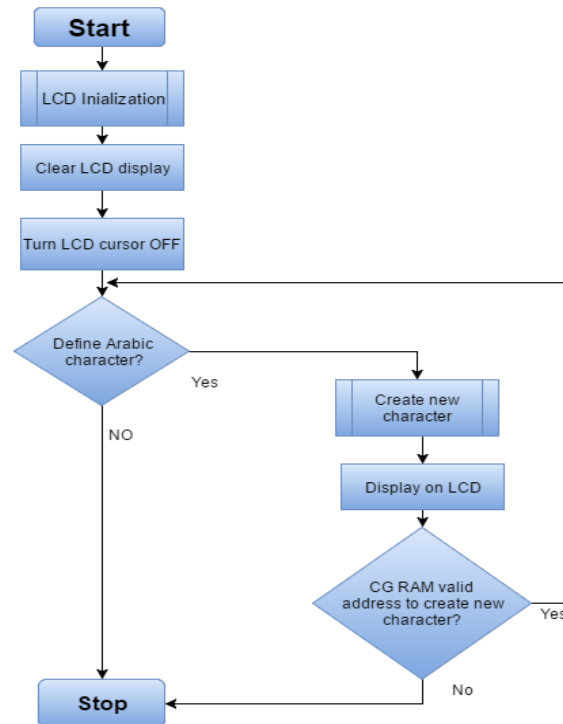 Start
LCD Inialization
Clear LCD display
Turn LCD cursor OFF
Define Arabic
character?
Yes
NO
Create new
character
Display on LCD
CG RAM valid
address to create new
character?
Yes
No
Stop